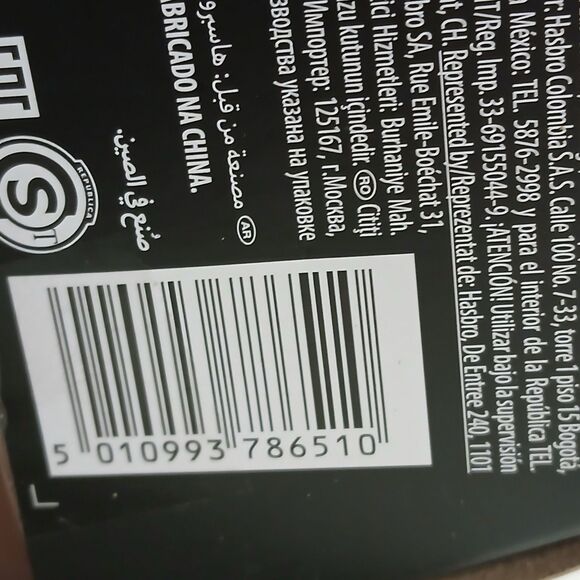 r: Hasbro Colombia S.A.S, Calle 100 No. 7-33, torre 1 piso 15 Bogotá,
México: TEL. 5876-2998 y para el interior de la República TEL.
T/Reg. Imp. 33-69155044-9, ¡ATENCIÓN! Utilizar bajo la supervisión
t, CH. Represented by/Reprezentat de: Hasbro, De Entree 240, 1101
bro SA, Rue Emile-Boéchat 31,
ici Hizmetleri: Burhaniye Mah.
zu kutunun içindedir. RO Citiți
Импортер: 125167, г.Москва,
зводства указана на упаковке
AR مصنعة من قبل: هاسبرو
ABRICADO NA CHINA.
صُنع في الصين.
REPUBLICA
S
5 010993 786510